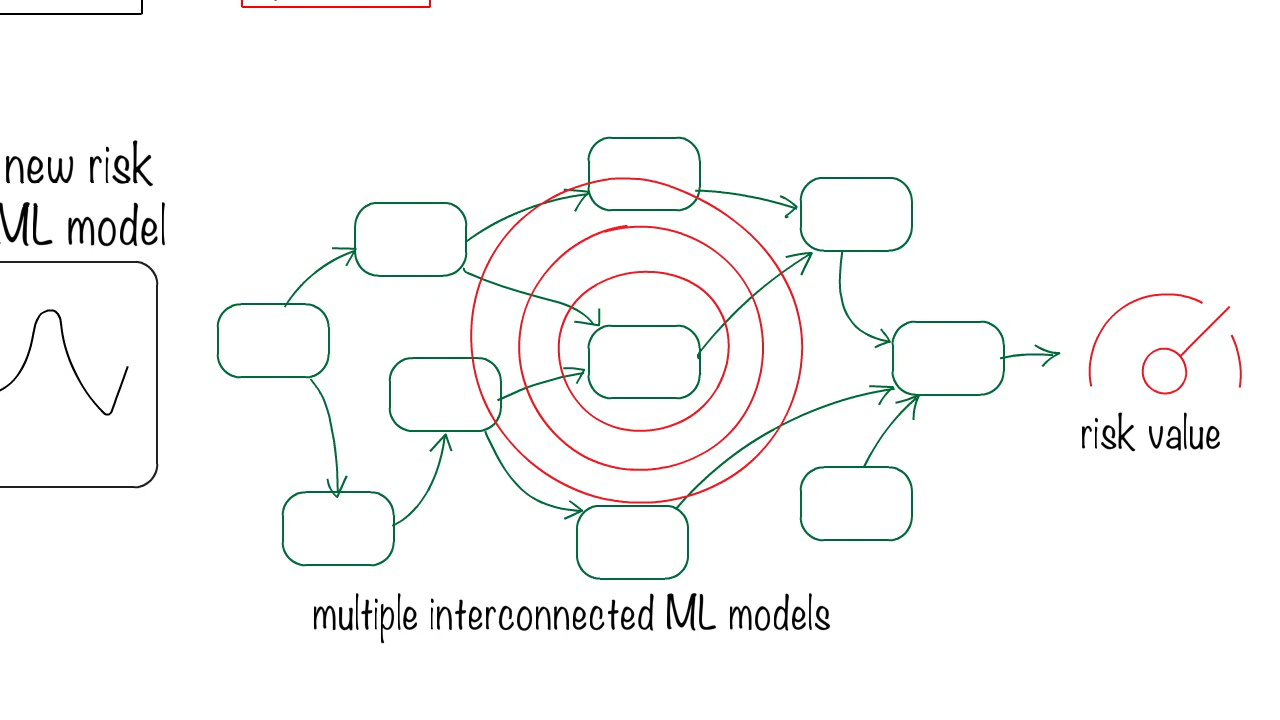 new risk
ML model
risk value
multiple interconnected ML models